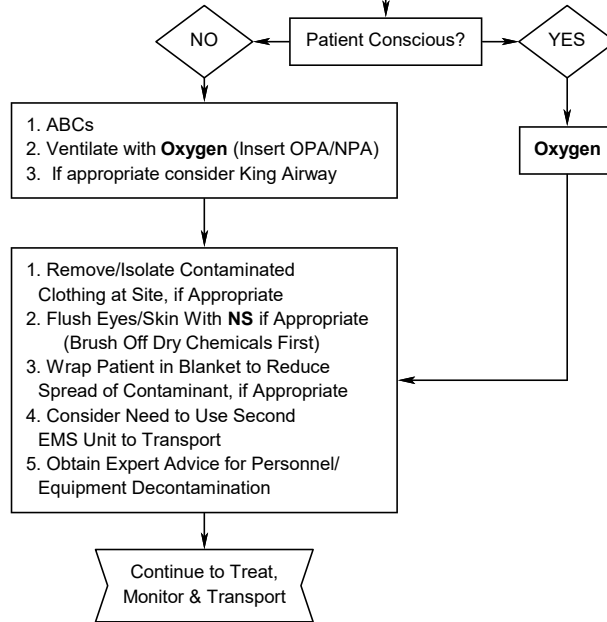 NO
Patient Conscious?
YES
1. ABCs
2. Ventilate with Oxygen (Insert OPA/NPA)
3. If appropriate consider King Airway
Oxygen
1. Remove/Isolate Contaminated
Clothing at Site, if Appropriate
2. Flush Eyes/Skin With NS if Appropriate
(Brush Off Dry Chemicals First)
3. Wrap Patient in Blanket to Reduce
Spread of Contaminant, if Appropriate
4. Consider Need to Use Second
EMS Unit to Transport
5. Obtain Expert Advice for Personnel/
Equipment Decontamination
Continue to Treat,
Monitor & Transport